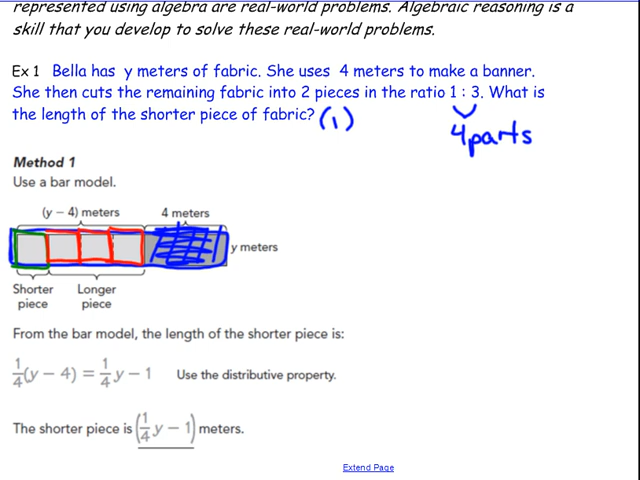 represented using algebra are real-world problems. Algebraic reasoning is a
skill that you develop to solve these real-world problems.
Ex 1 Bella has y meters of fabric. She uses 4 meters to make a banner.
She then cuts the remaining fabric into 2 pieces in the ratio 1 : 3. What is
the length of the shorter piece of fabric? (1)
4 parts
Method 1
Use a bar model.
(y – 4) meters 4 meters
y meters
Shorter Longer
piece piece
From the bar model, the length of the shorter piece is:
1/4(y – 4) = 1/4 y – 1 Use the distributive property.
The shorter piece is (1/4 y – 1) meters.
Extend Page